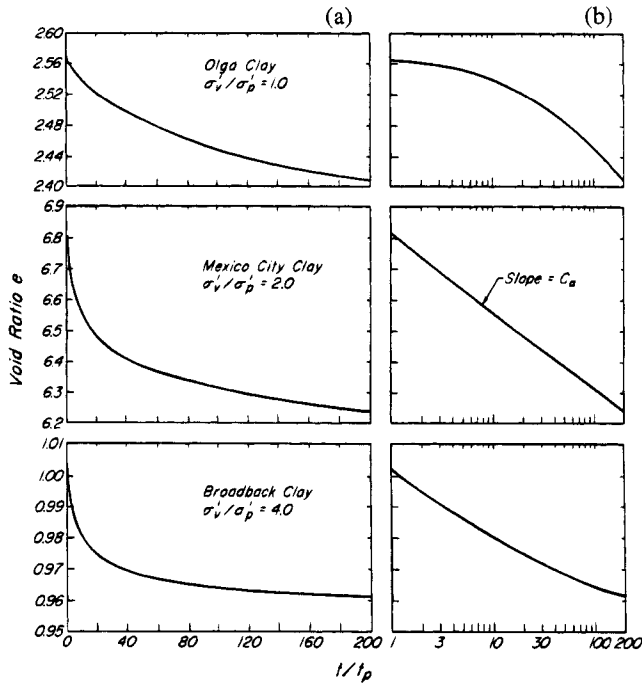 (a)
(b)
2.60
2.56
2.52
2.48
2.44
2.40
Olga Clay
σ'v/σ'p = 1.0
Void Ratio e
6.9
6.8
6.7
6.6
6.5
6.4
6.3
6.2
Mexico City Clay
σ'v/σ'p = 2.0
Slope = Cα
1.01
1.00
0.99
0.98
0.97
0.96
0.95
Broadback Clay
σ'v/σ'p = 4.0
0 40 80 120 160 200
1 3 10 30 100 200
t/tp